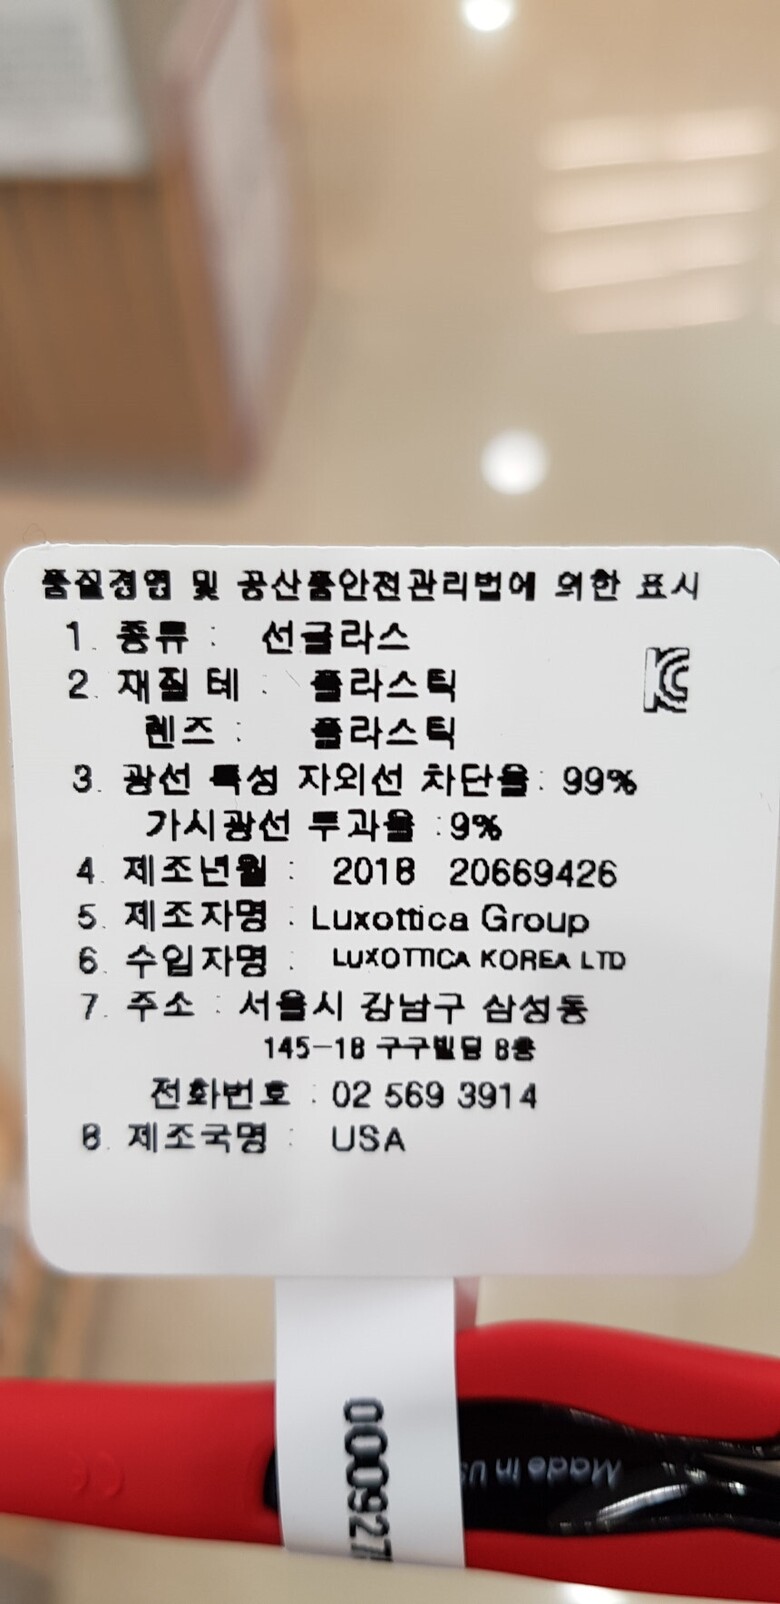 품질경영 및 공산품안전관리법에 의한 표시
1. 종류 : 선글라스
2. 재질 테 : 플라스틱
렌즈 : 플라스틱
3. 광선 특성 자외선 차단율: 99%
가시광선 투과율 :9%
4. 제조년월 : 2018 20669426
5. 제조자명 : Luxottica Group
6. 수입자명 : LUXOTTICA KOREA LTD
7. 주소 : 서울시 강남구 삼성동
145-18 구구빌딩 8층
전화번호 : 02 569 3914
8. 제조국명 : USA
KC
Made in